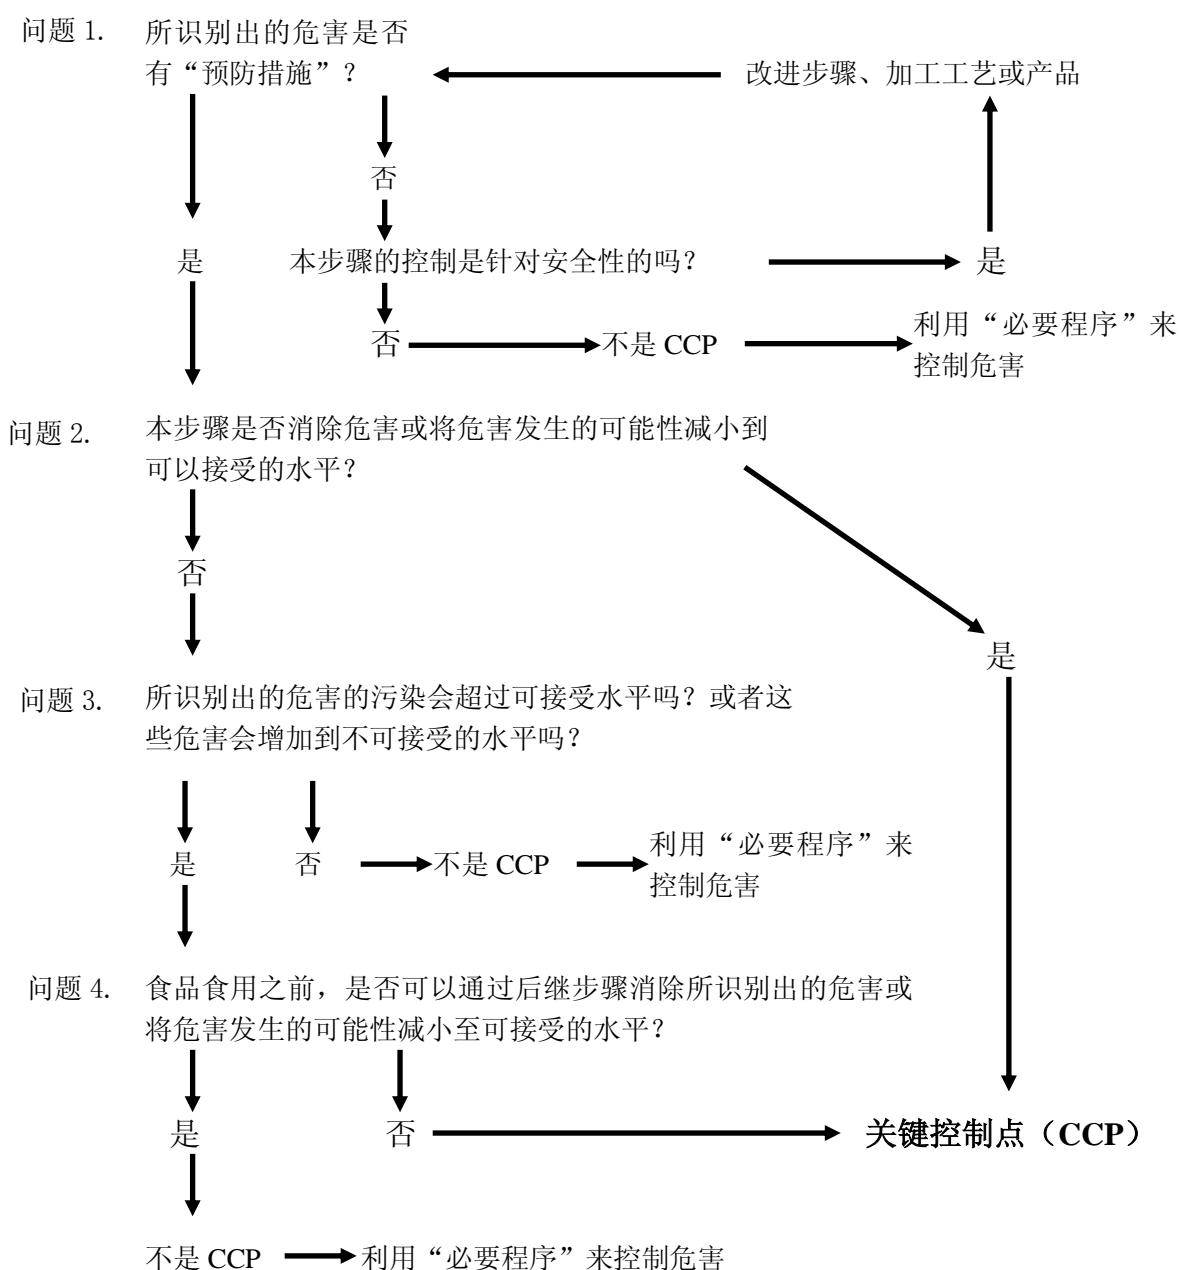 问题 1. 所识别出的危害是否
有“预防措施”？
改进步骤、加工工艺或产品
否
是
本步骤的控制是针对安全性的吗？
是
否
不是 CCP
利用“必要程序”来
控制危害
问题 2. 本步骤是否消除危害或将危害发生的可能性减小到
可以接受的水平？
否
是
问题 3. 所识别出的危害的污染会超过可接受水平吗？或者这
些危害会增加到不可接受的水平吗？
是
否
不是 CCP
利用“必要程序”来
控制危害
问题 4. 食品食用之前，是否可以通过后继步骤消除所识别出的危害或
将危害发生的可能性减小至可接受的水平？
是
否
关键控制点（CCP）
不是 CCP
利用“必要程序”来控制危害